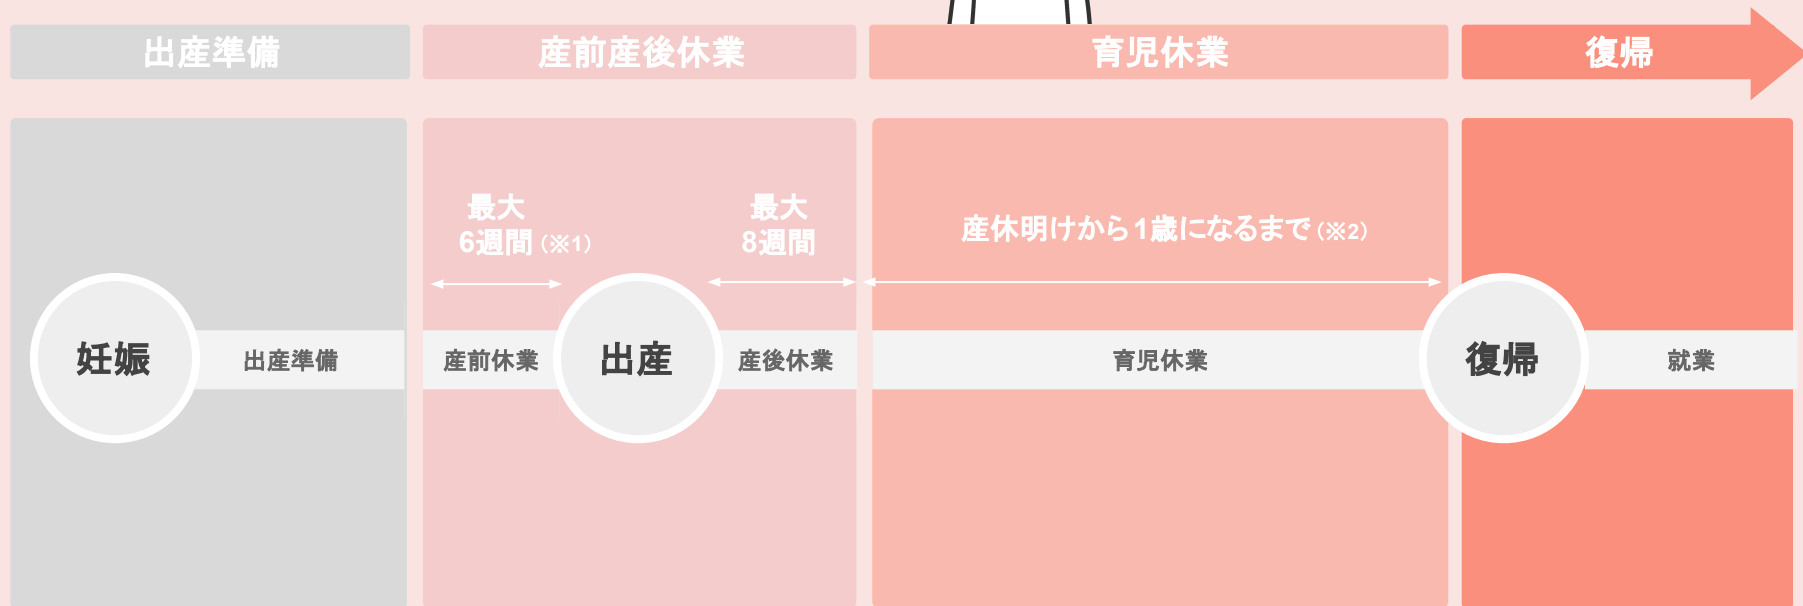 出産準備
産前産後休業
育児休業
復帰
最大
6週間（※1）
最大
8週間
産休明けから1歳になるまで（※2）
妊娠
出産準備
産前休業
出産
産後休業
育児休業
復帰
就業